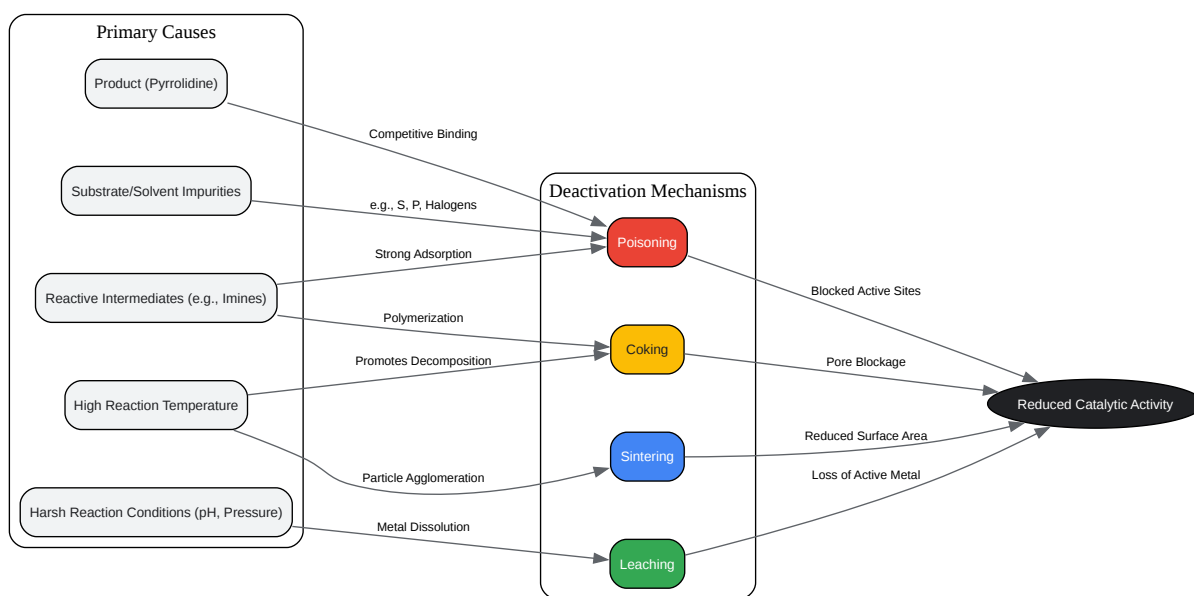 Primary Causes
Product (Pyrrolidine)
Competitive Binding
Substrate/Solvent Impurities
e.g., S, P, Halogens
Deactivation Mechanisms
Poisoning
Strong Adsorption
Reactive Intermediates (e.g., Imines)
Blocked Active Sites
Polymerization
Coking
Promotes Decomposition
Pore Blockage
High Reaction Temperature
Reduced Catalytic Activity
Sintering
Reduced Surface Area
Particle Agglomeration
Loss of Active Metal
Harsh Reaction Conditions (pH, Pressure)
Metal Dissolution
Leaching